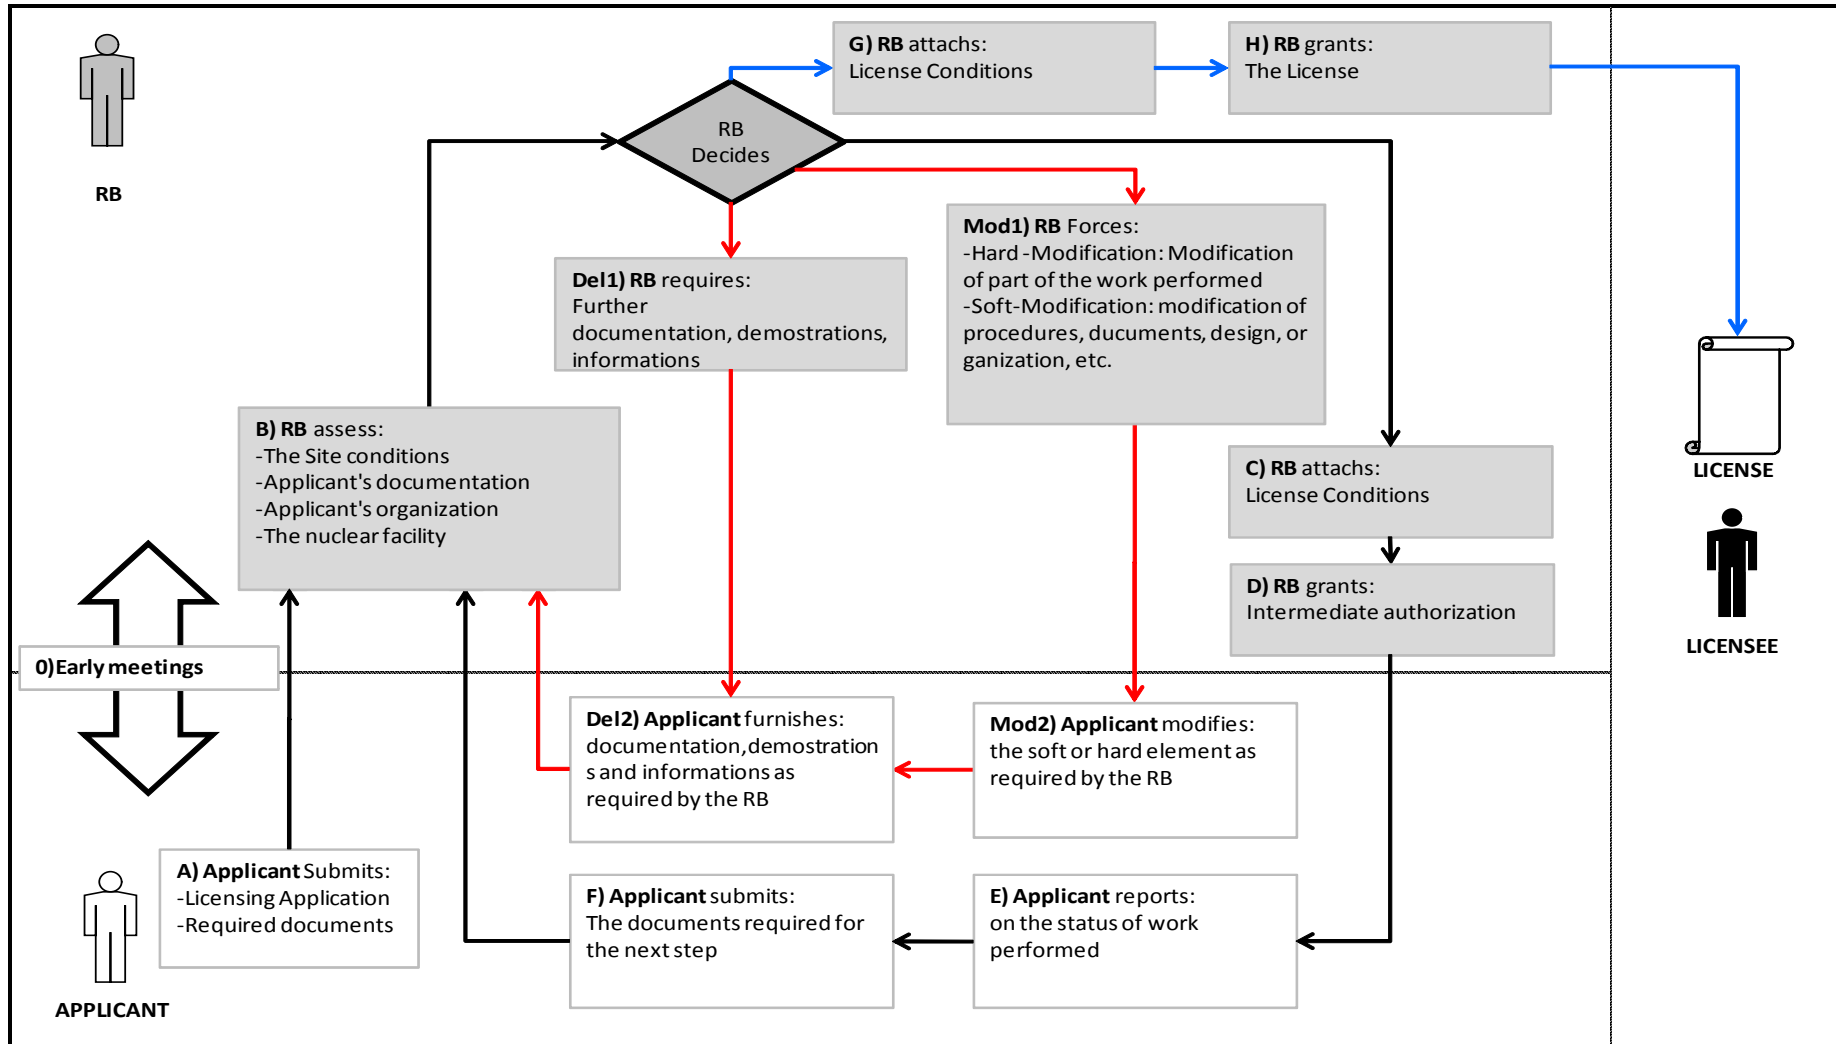 G) RB attachs:
License Conditions
H) RB grants:
The License
RB
Decides
RB
Mod1) RB Forces:
-Hard -Modification: Modification
of part of the work performed
-Soft-Modification: modification of
procedures, ducuments, design, or
ganization, etc.
Del1) RB requires:
Further
documentation, demostrations,
informations
B) RB assess:
-The Site conditions
-Applicant's documentation
-Applicant's organization
-The nuclear facility
C) RB attachs:
License Conditions
LICENSE
D) RB grants:
Intermediate authorization
LICENSEE
0)Early meetings
Del2) Applicant furnishes:
documentation, demostration
s and informations as
required by the RB
Mod2) Applicant modifies:
the soft or hard element as
required by the RB
A) Applicant Submits:
-Licensing Application
-Required documents
F) Applicant submits:
The documents required for
the next step
E) Applicant reports:
on the status of work
performed
APPLICANT